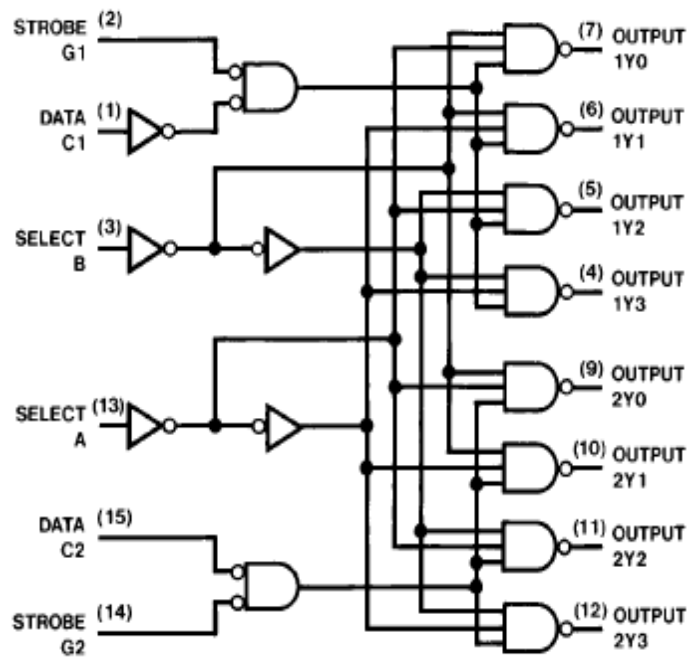 STROBE (2)
G1
DATA (1)
C1
SELECT (3)
B
SELECT (13)
A
DATA (15)
C2
STROBE (14)
G2
(7) OUTPUT
1Y0
(6) OUTPUT
1Y1
(5) OUTPUT
1Y2
(4) OUTPUT
1Y3
(9) OUTPUT
2Y0
(10) OUTPUT
2Y1
(11) OUTPUT
2Y2
(12) OUTPUT
2Y3